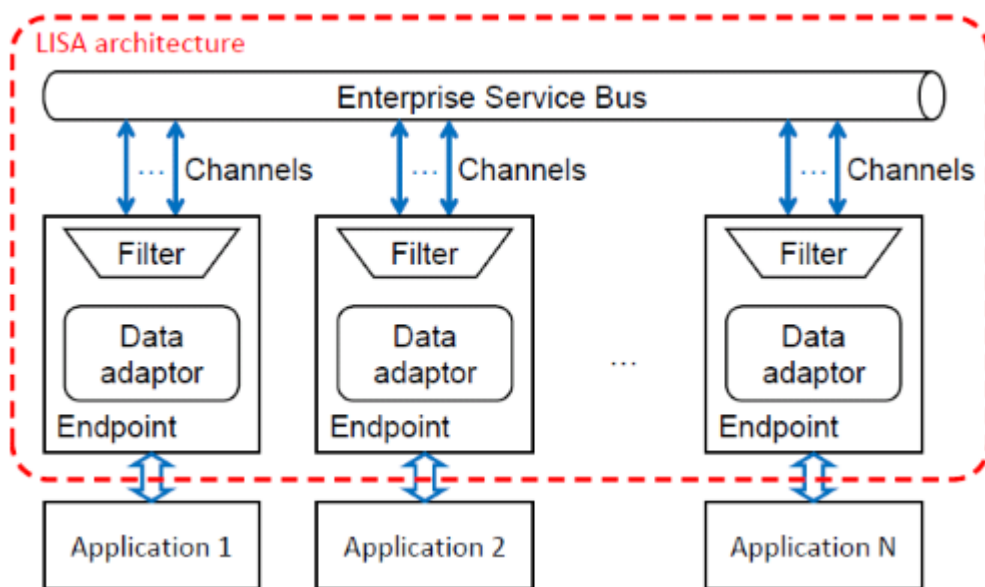 LISA architecture
Enterprise Service Bus
... Channels ... Channels ... Channels
Filter Filter Filter
Data Data Data
adaptor adaptor ... adaptor
Endpoint Endpoint Endpoint
Application 1 Application 2 Application N